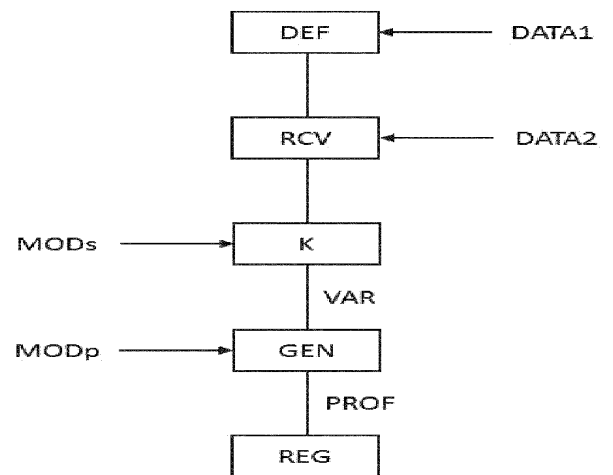 DEF DATA1
RCV DATA2
MODs K
VAR
MODp GEN
PROF
REG